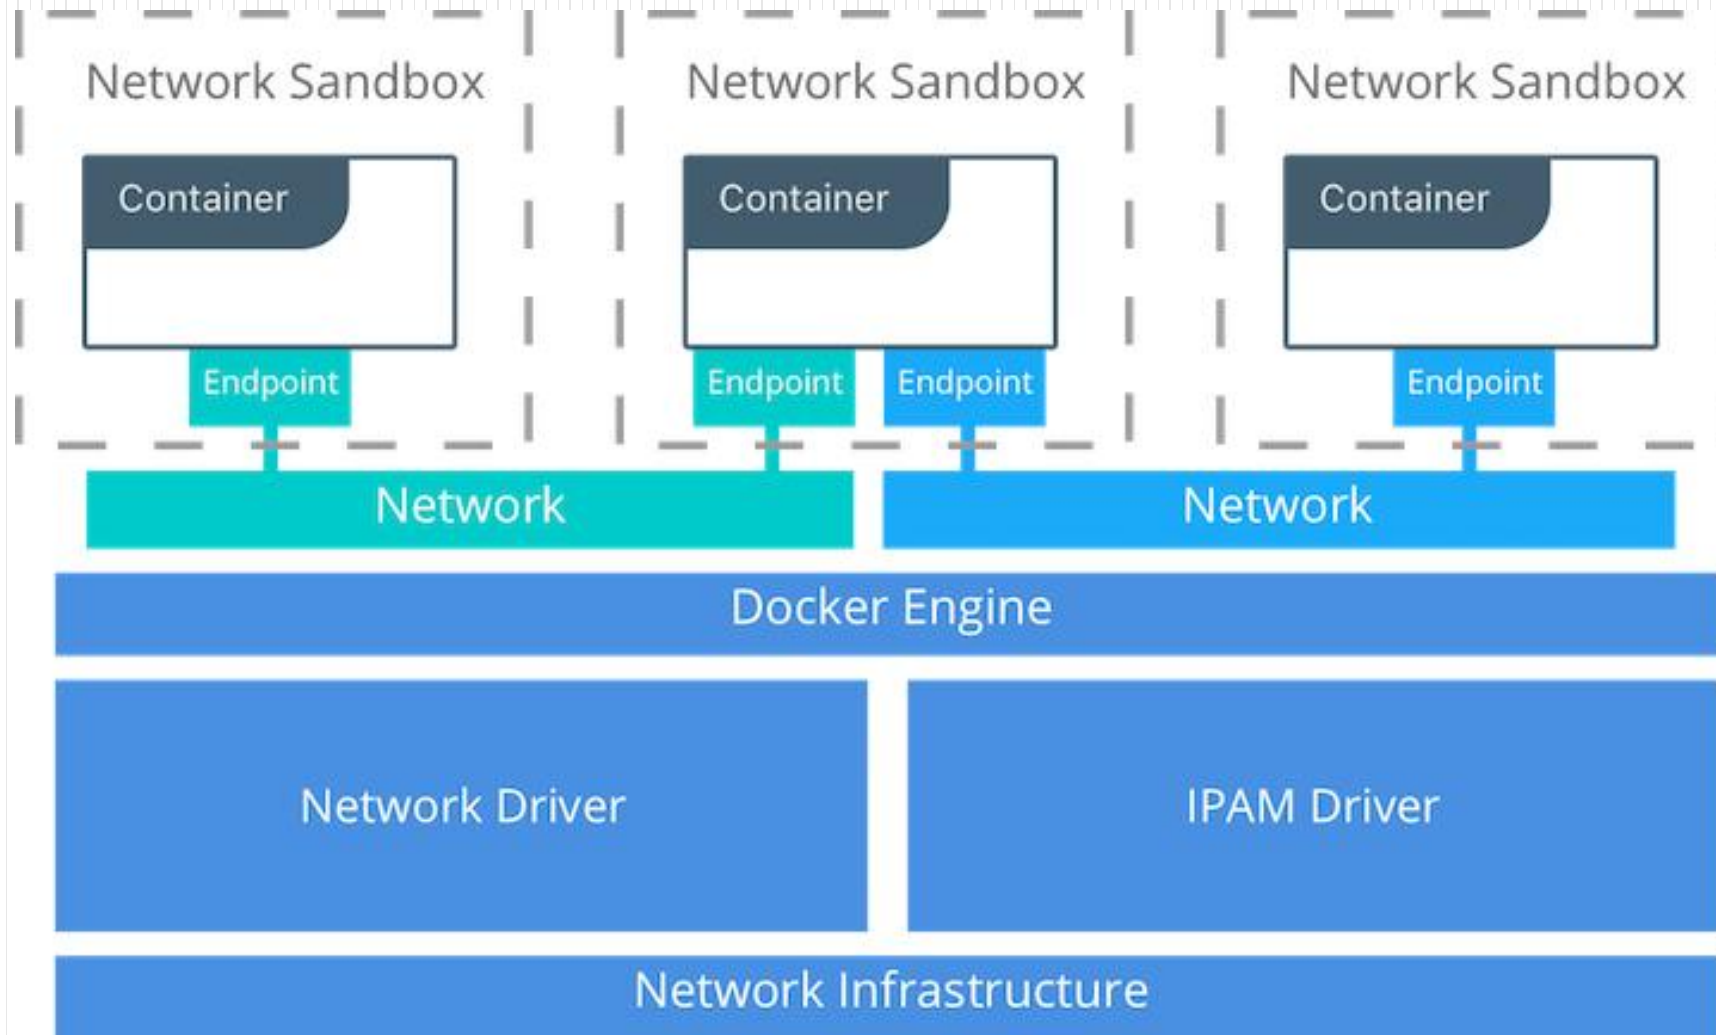 Network Sandbox
Network Sandbox
Network Sandbox
Container
Container
Container
Endpoint
Endpoint
Endpoint
Endpoint
Network
Network
Docker Engine
Network Driver
IPAM Driver
Network Infrastructure